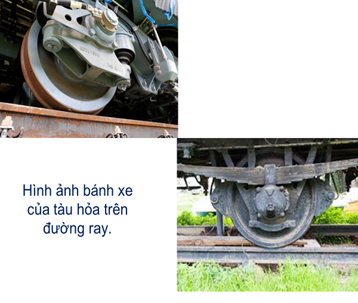 Hình ảnh bánh xe
của tàu hỏa trên
đường ray.